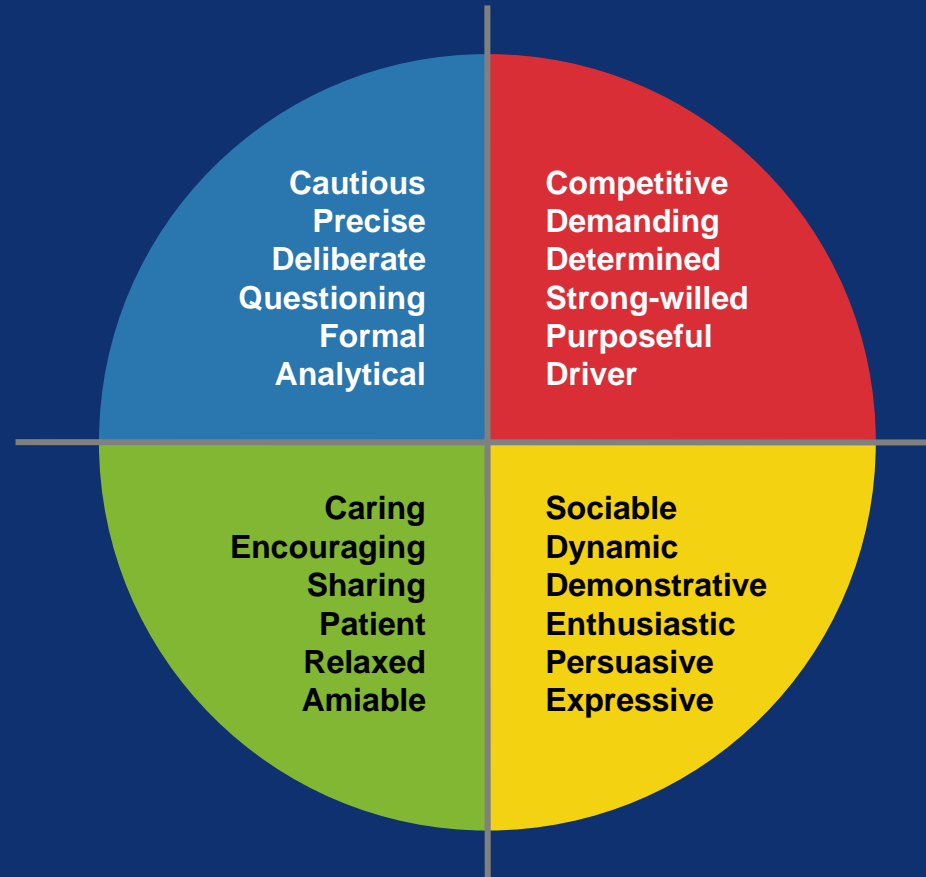 Cautious
Precise
Deliberate
Questioning
Formal
Analytical
Competitive
Demanding
Determined
Strong-willed
Purposeful
Driver
Caring
Encouraging
Sharing
Patient
Relaxed
Amiable
Sociable
Dynamic
Demonstrative
Enthusiastic
Persuasive
Expressive